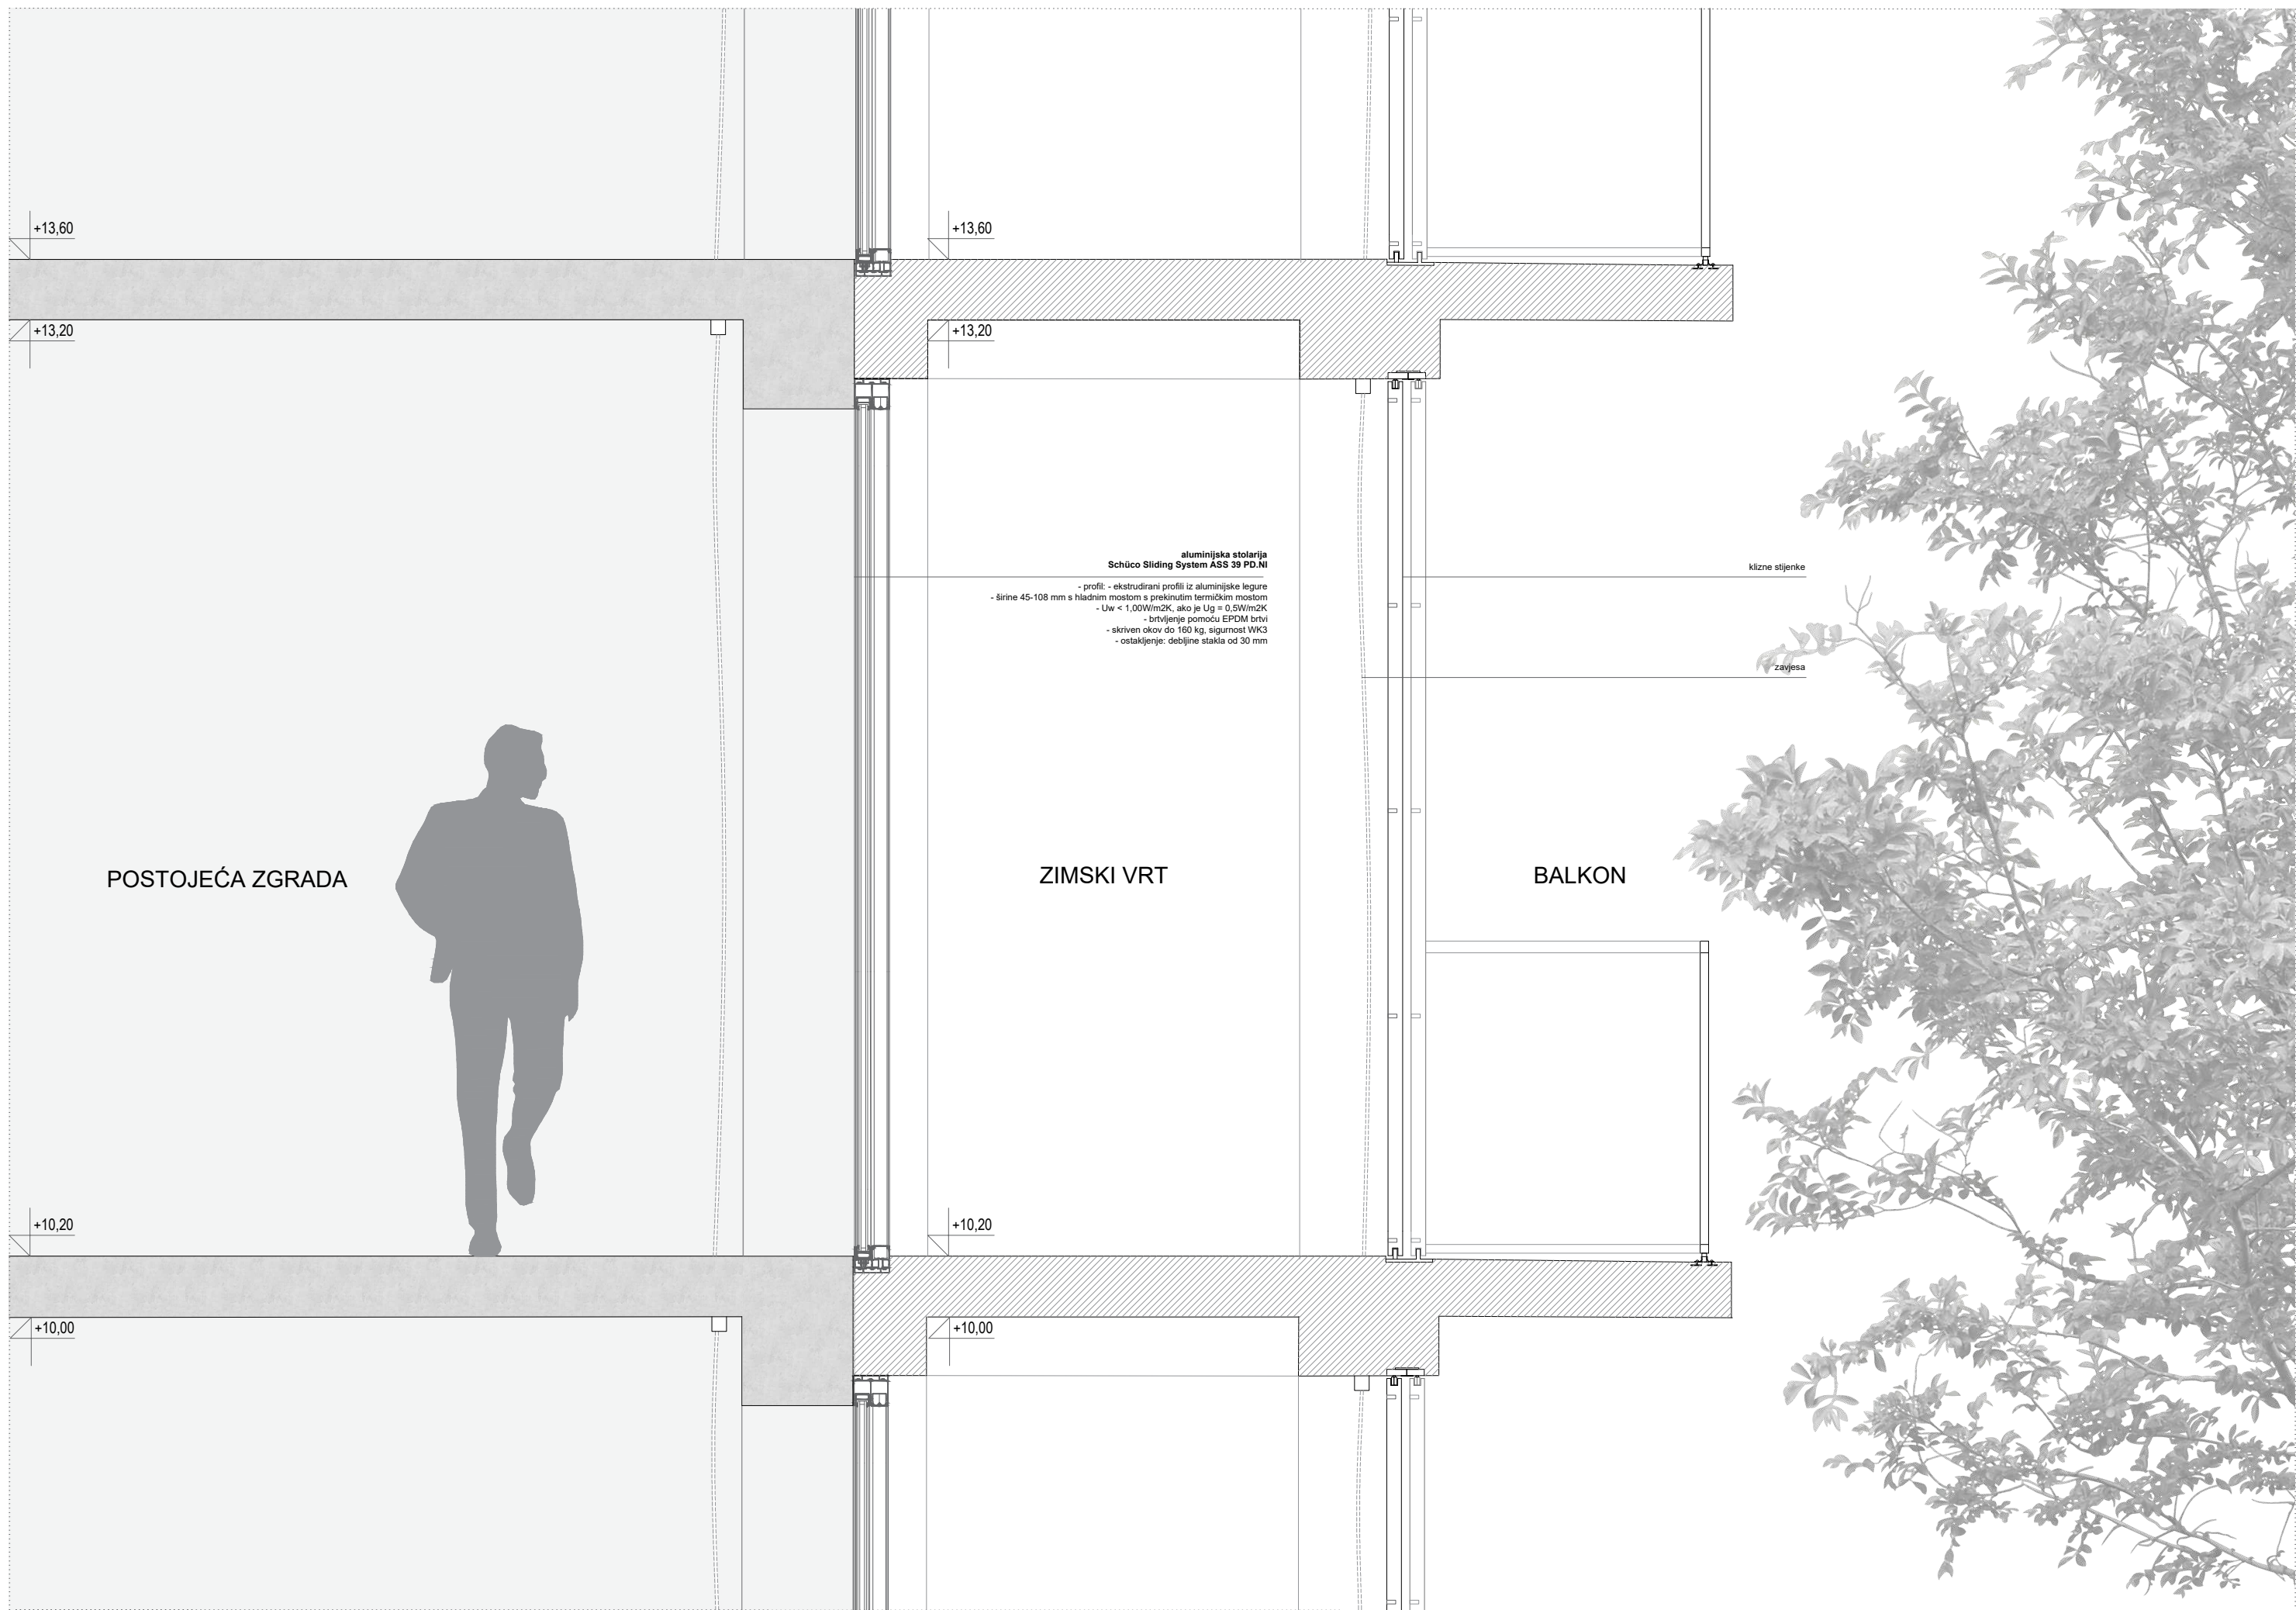 +13,60
+13,60
+13,20
+13,20
aluminijska stolarija
Schüco Sliding System ASS 39 PD.NI
- profil: - ekstrudirani profili iz aluminijske legure
- širine 45-108 mm s hladnim mostom s prekinutim termičkim mostom
- Uw < 1,00W/m2K, ako je Ug = 0,5W/m2K
- brtvljenje pomoću EPDM brtvi
- skriven okov do 160 kg, sigurnost WK3
- ostakljenje: debljine stakla od 30 mm
klizne stijenke
zavjesa
POSTOJEĆA ZGRADA
ZIMSKI VRT
BALKON
+10,20
+10,20
+10,00
+10,00